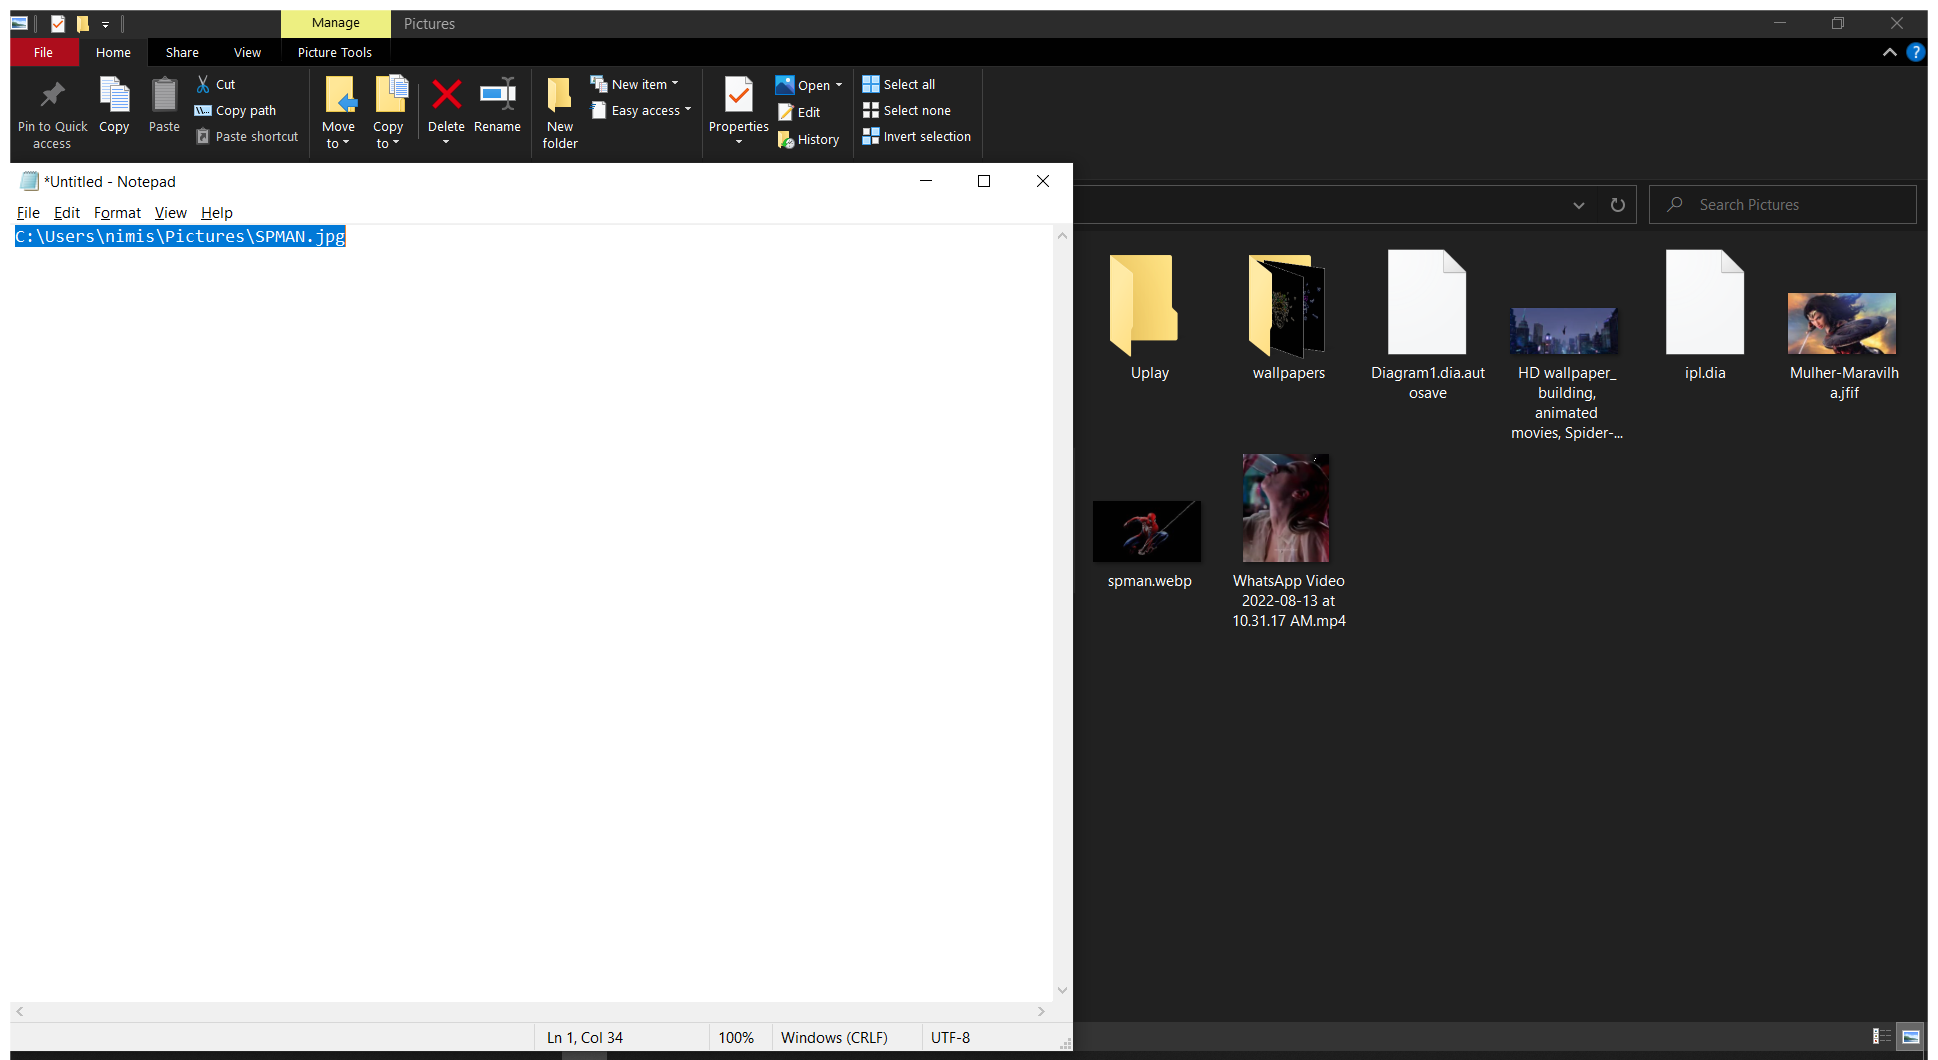 Manage Pictures
File Home Share View Picture Tools
Pin to Quick access
Copy
Paste
Cut
Copy path
Paste shortcut
Move to
Copy to
Delete
Rename
New folder
New item
Easy access
Properties
Open
Edit
History
Select all
Select none
Invert selection
*Untitled - Notepad
File Edit Format View Help
C:\Users\nimis\Pictures\SPMAN.jpg
Search Pictures
Uplay
wallpapers
Diagram1.dia.aut
osave
HD wallpaper_
building,
animated
movies, Spider-...
ipl.dia
Mulher-Maravilh
a.jfif
spman.webp
WhatsApp Video
2022-08-13 at
10.31.17 AM.mp4
Ln 1, Col 34 100% Windows (CRLF) UTF-8